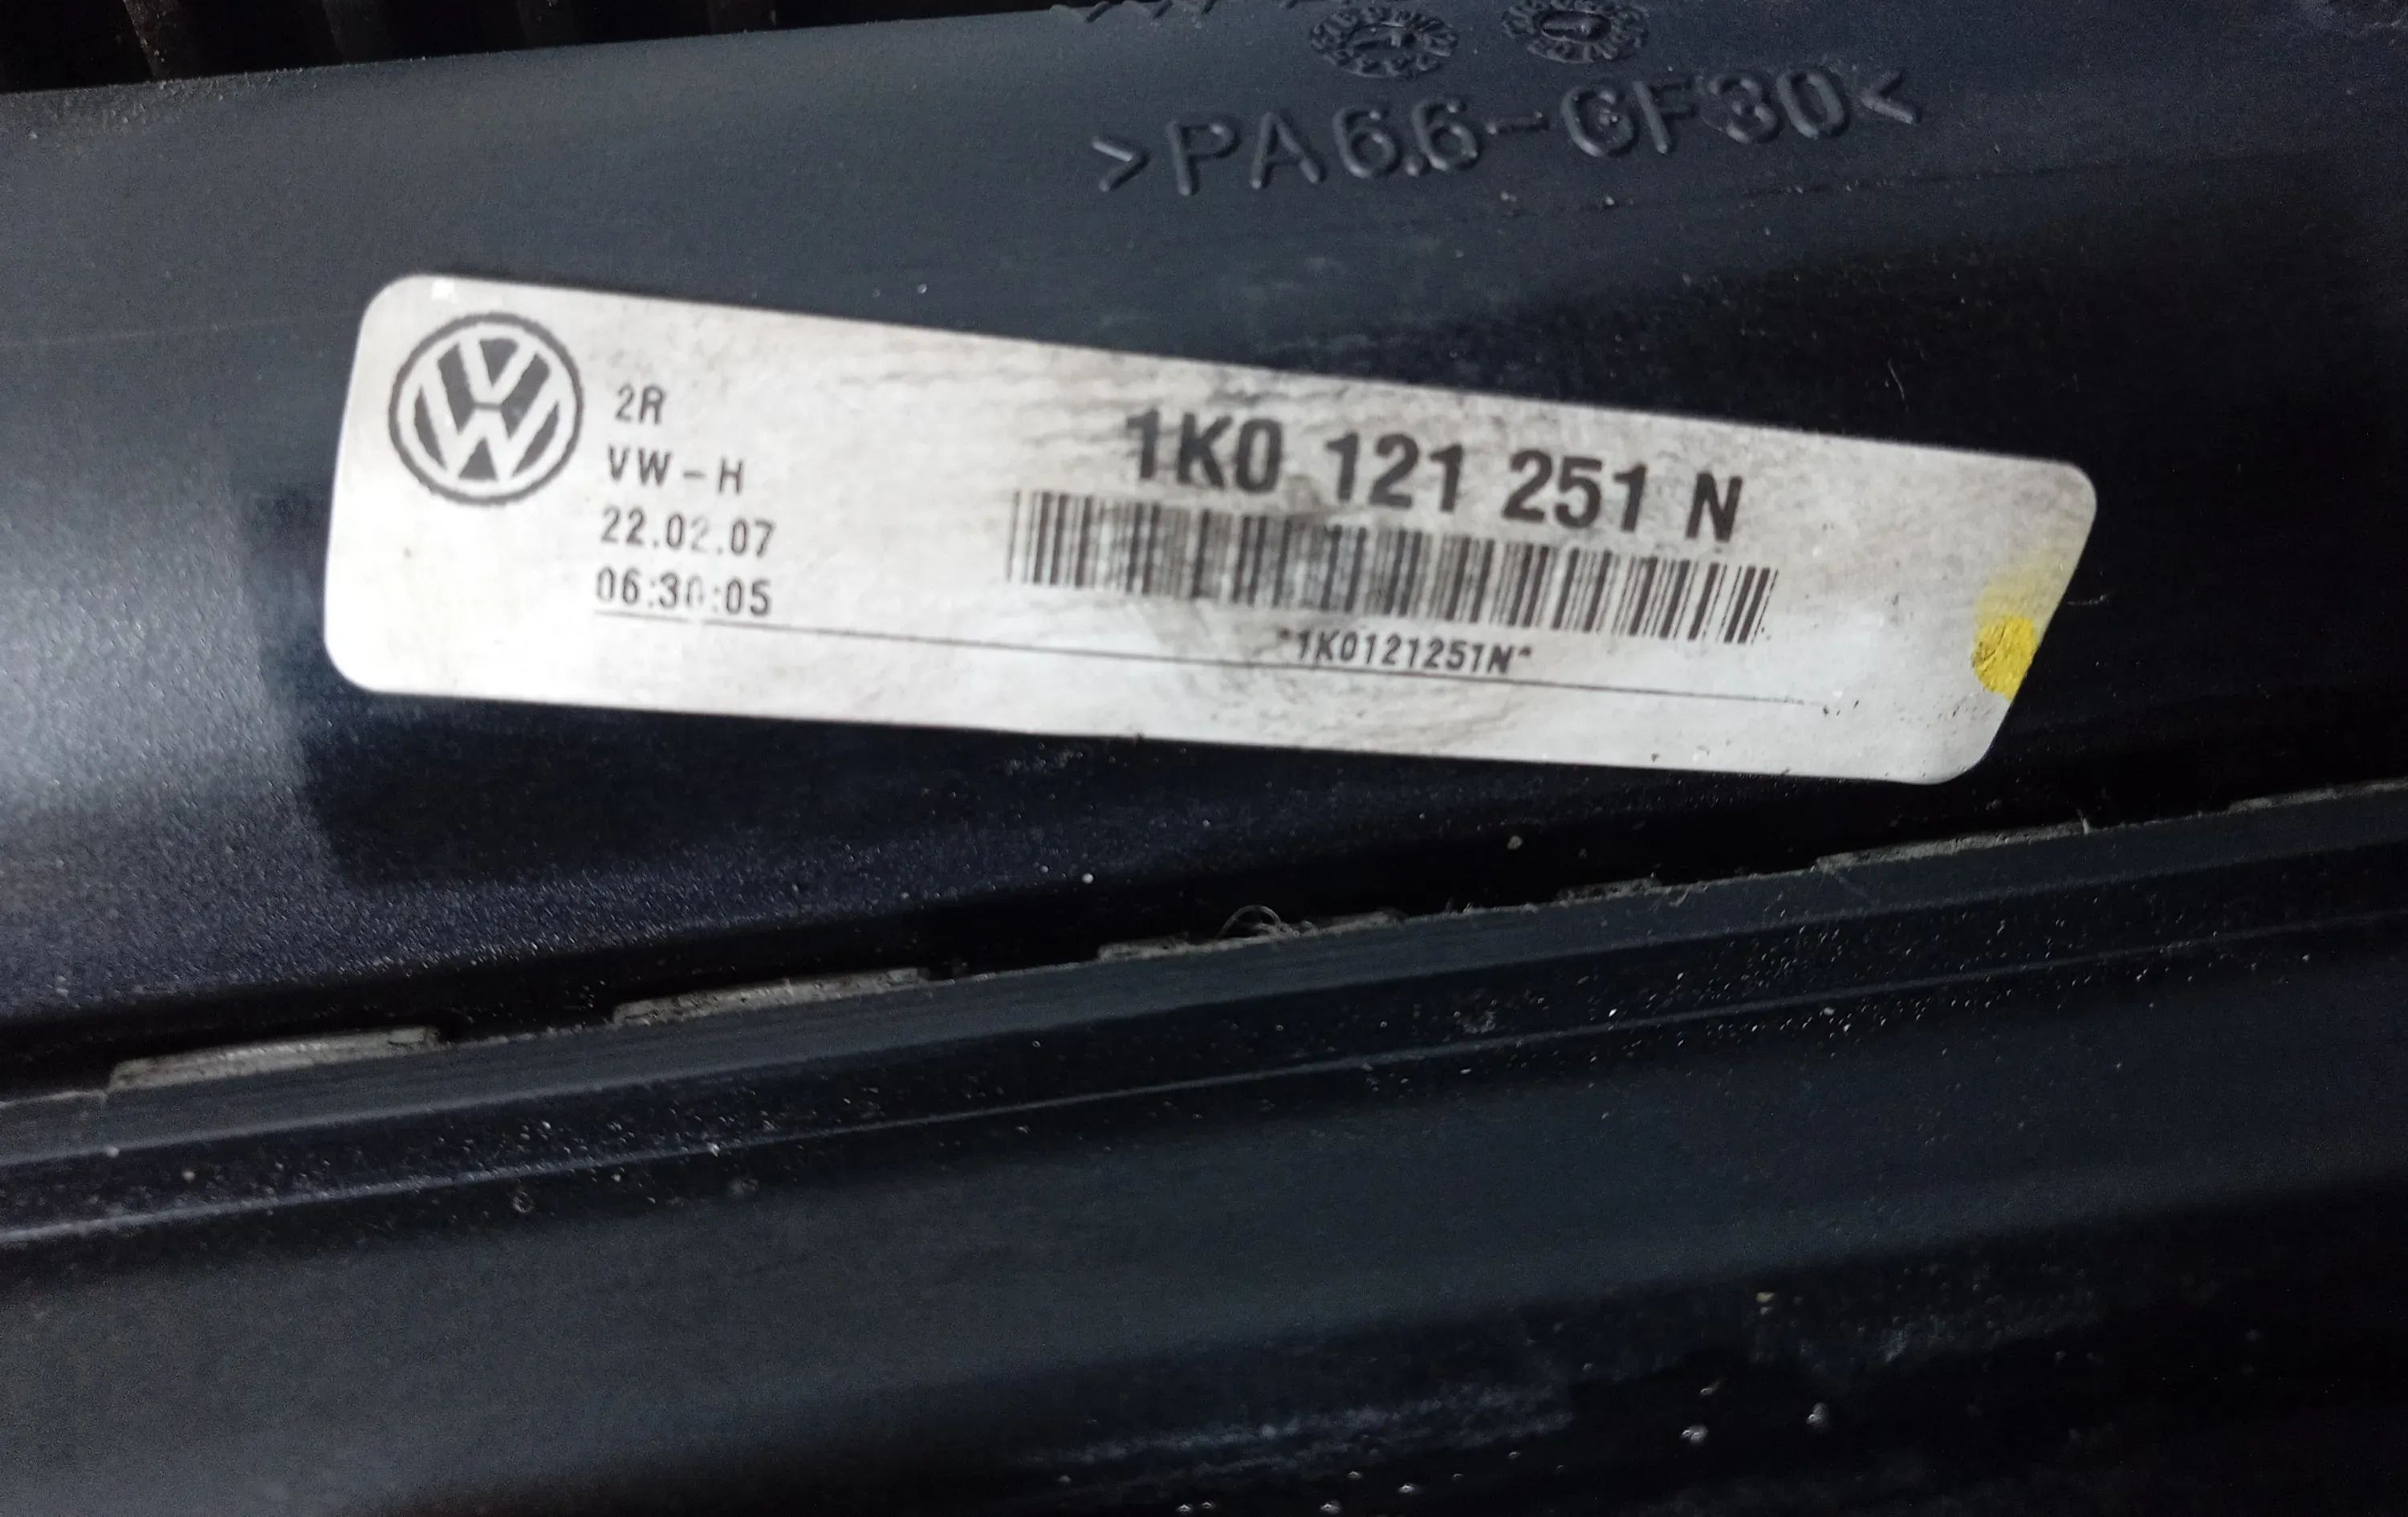 >PA6.6-GF30<
2R
VW-H
22.02.07
06:30:05
1K0 121 251 N
*1K0121251N*